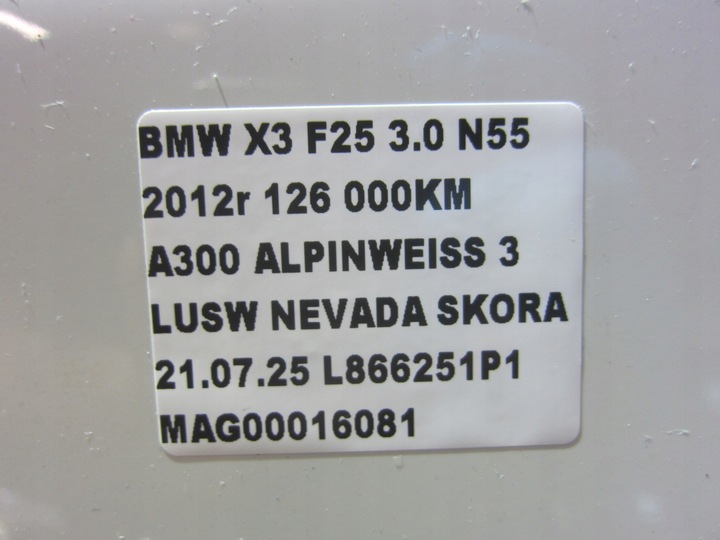 BMW X3 F25 3.0 N55
2012r 126 000KM
A300 ALPINWEISS 3
LUSW NEVADA SKORA
21.07.25 L866251P1
MAG00016081